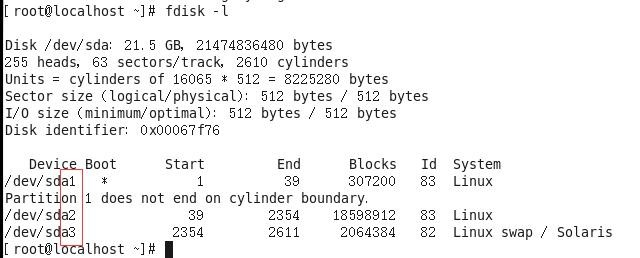 [root@localhost ~]# fdisk -l
Disk /dev/sda: 21.5 GB, 21474836480 bytes
255 heads, 63 sectors/track, 2610 cylinders
Units = cylinders of 16065 * 512 = 8225280 bytes
Sector size (logical/physical): 512 bytes / 512 bytes
I/O size (minimum/optimal): 512 bytes / 512 bytes
Disk identifier: 0x00067f76
Device Boot Start End Blocks Id System
/dev/sda1 * 1 39 307200 83 Linux
Partition 1 does not end on cylinder boundary.
/dev/sda2 39 2354 18598912 83 Linux
/dev/sda3 2354 2611 2064384 82 Linux swap / Solaris
[root@localhost ~]#